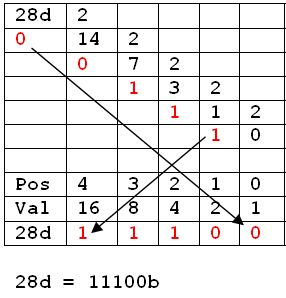 28d 2
0 14 2
0 7 2
1 3 2
1 1 2
1 0
Pos 4 3 2 1 0
Val 16 8 4 2 1
28d 1 1 1 0 0
28d = 11100b